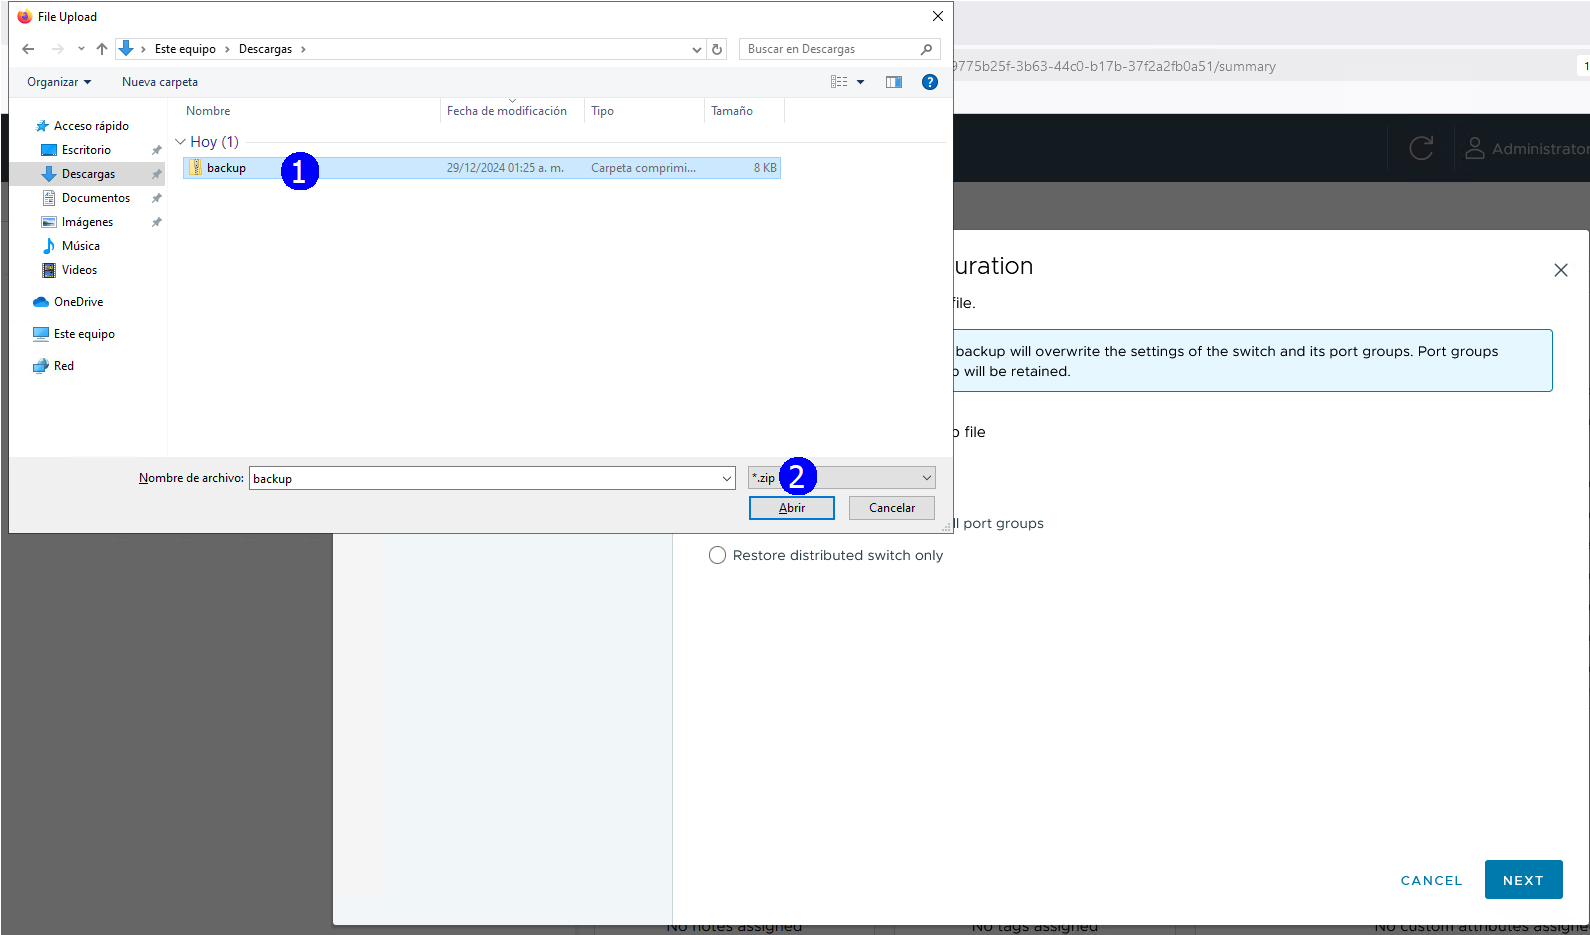 File Upload
Este equipo
Descargas
Buscar en Descargas
9775b25f-3b63-44c0-b17b-37f2a2fb0a51/summary
1
Organizar
Nueva carpeta
?
Nombre
Fecha de modificación
Tipo
Tamaño
Acceso rápido
Escritorio
Descargas
Documentos
Imágenes
Música
Videos
OneDrive
Este equipo
Red
Hoy (1)
backup
1
29/12/2024 01:25 a. m.
Carpeta comprimi...
8 KB
Administrator
Nombre de archivo:
backup
*.zip
2
Abrir
Cancelar
uration
file.
backup will overwrite the settings of the switch and its port groups. Port groups
p will be retained.
p file
ll port groups
Restore distributed switch only
CANCEL
NEXT
No notes assigned
No tags assigned
No custom attributes assigne